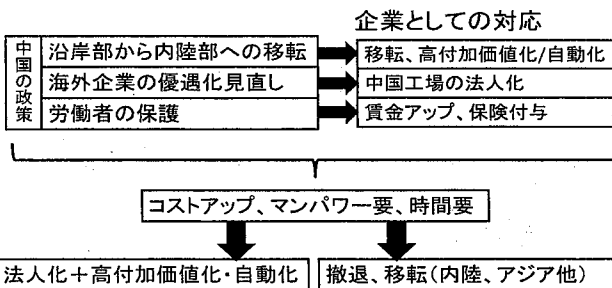 企業としての対応
中国の政策
沿岸部から内陸部への移転
移転、高付加価値化/自動化
海外企業の優遇化見直し
中国工場の法人化
労働者の保護
賃金アップ、保険付与
コストアップ、マンパワー要、時間要
法人化+高付加価値化・自動化
撤退、移転(内陸、アジア他)